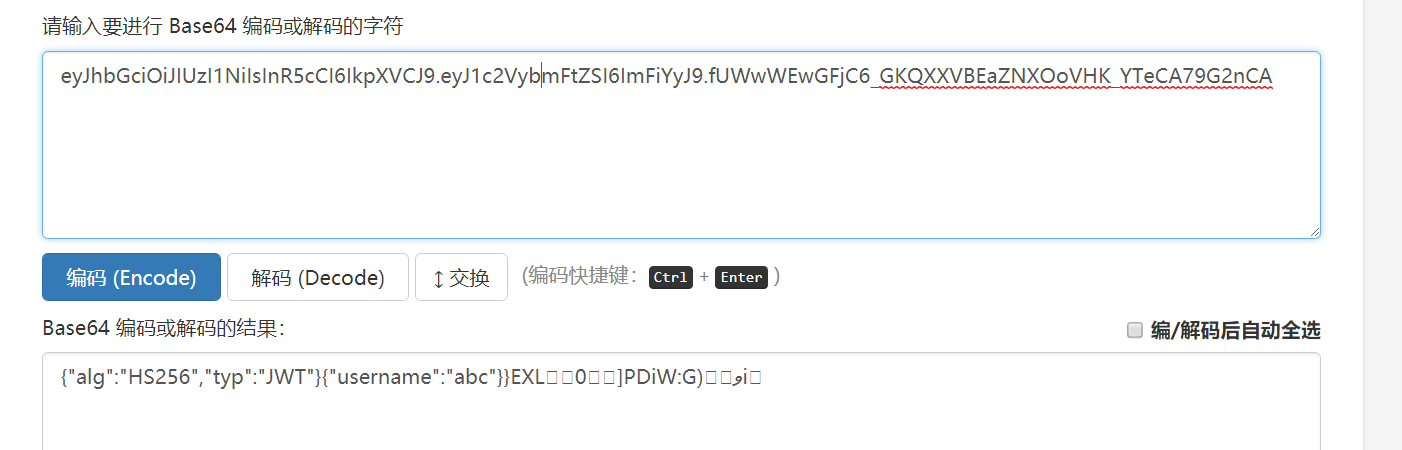 请输入要进行 Base64 编码或解码的字符
eyJhbGciOiJIUzI1NiIsInR5cCI6IkpXVCJ9.eyJ1c2VybmFtZSI6ImFiYyJ9.fUWwWEwGFjC6_GKQXXVBEaZNXOoVHK_YTeCA79G2nCA
编码 (Encode) 解码 (Decode) ↕ 交换 (编码快捷键: Ctrl + Enter )
Base64 编码或解码的结果: 编/解码后自动全选
{"alg":"HS256","typ":"JWT"}{"username":"abc"}}EXL􏰀􏰀0􏰀􏰀]PDiW:G)􏰀􏰀وi􏰀